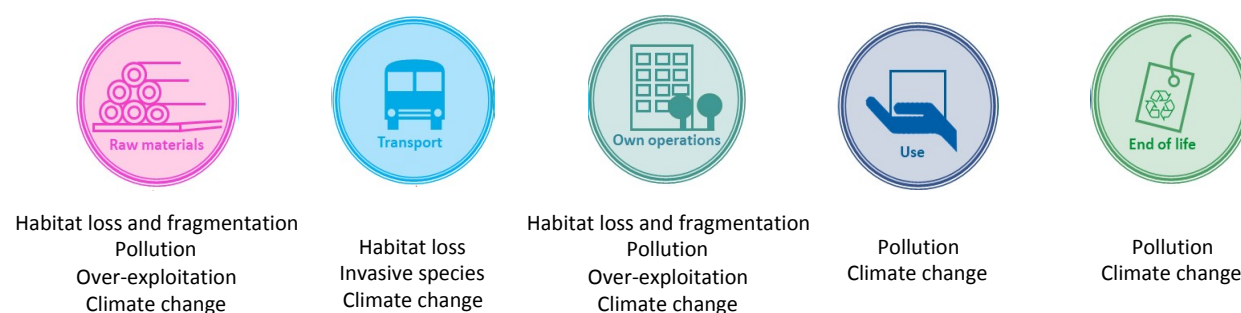 Raw materials
Transport
Own operations
Use
End of life
Habitat loss and fragmentation
Pollution
Over-exploitation
Climate change
Habitat loss
Invasive species
Climate change
Habitat loss and fragmentation
Pollution
Over-exploitation
Climate change
Pollution
Climate change
Pollution
Climate change